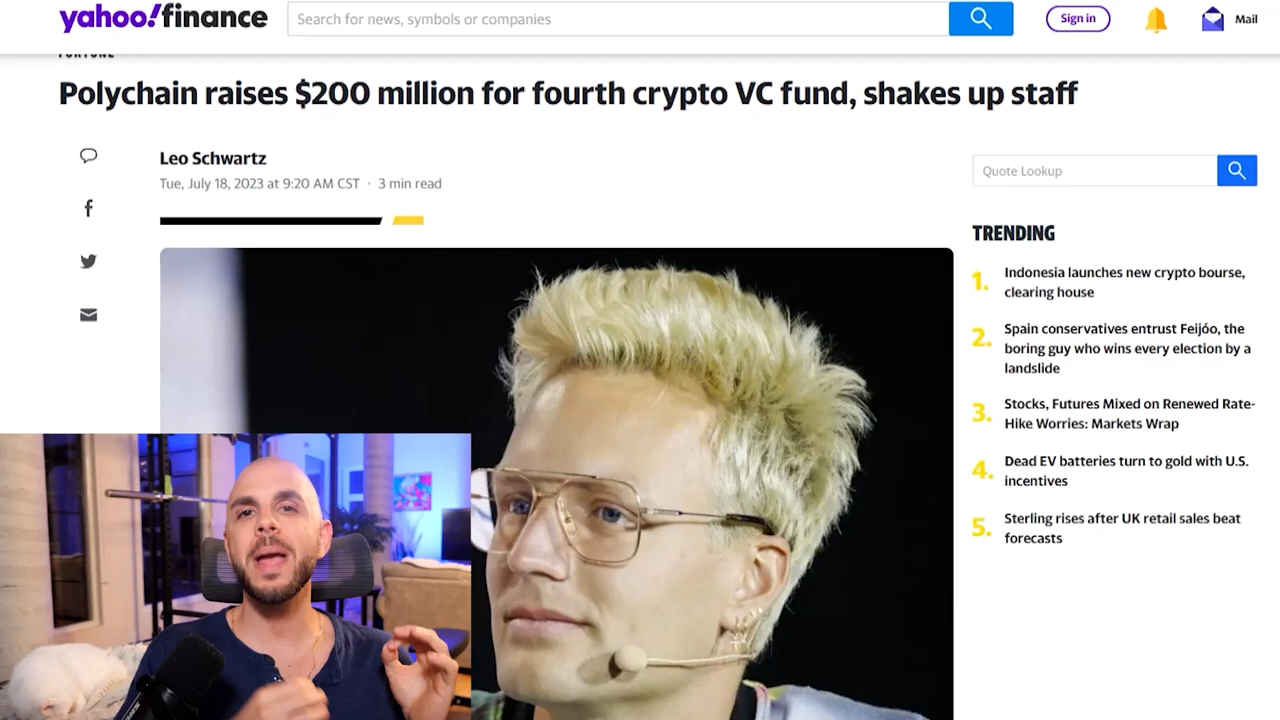 yahoo!finance
Search for news, symbols or companies
Sign in
Mail
FORTUNE
Polychain raises $200 million for fourth crypto VC fund, shakes up staff
Leo Schwartz
Tue, July 18, 2023 at 9:20 AM CST · 3 min read
Quote Lookup
TRENDING
1. Indonesia launches new crypto bourse,
clearing house
2. Spain conservatives entrust Feijóo, the
boring guy who wins every election by a
landslide
3. Stocks, Futures Mixed on Renewed Rate-
Hike Worries: Markets Wrap
4. Dead EV batteries turn to gold with U.S.
incentives
5. Sterling rises after UK retail sales beat
forecasts